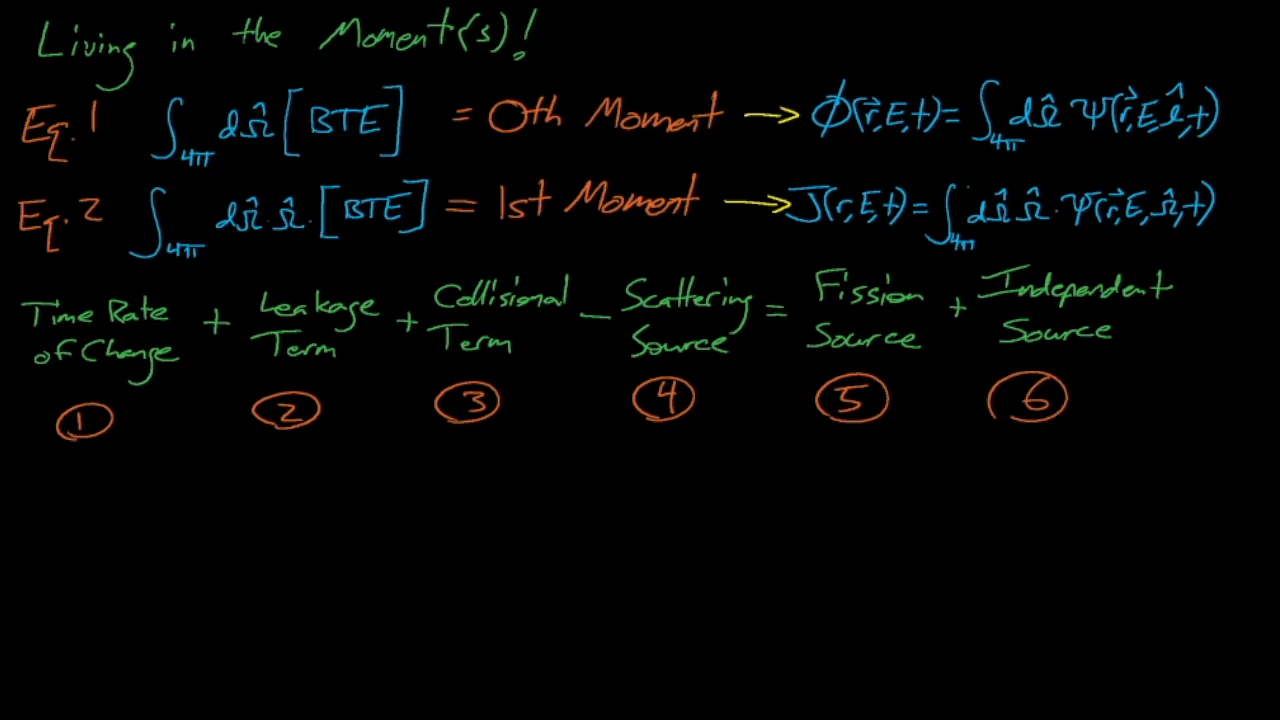 Living in the Moment(s)!
Eq. 1 ∫4π dΩ̂ [BTE] = 0th Moment → ϕ(r⃗,E,t) = ∫4π dΩ̂ Ψ(r⃗,E,Ω̂,t)
Eq. 2 ∫4π dΩ̂ Ω̂ · [BTE] = 1st Moment → J(r,E,t) = ∫4π dΩ̂ Ω̂ · Ψ(r⃗,E,Ω̂,t)
Time Rate of Change + Leakage Term + Collisional Term − Scattering Source = Fission Source + Independent Source
① ② ③ ④ ⑤ ⑥